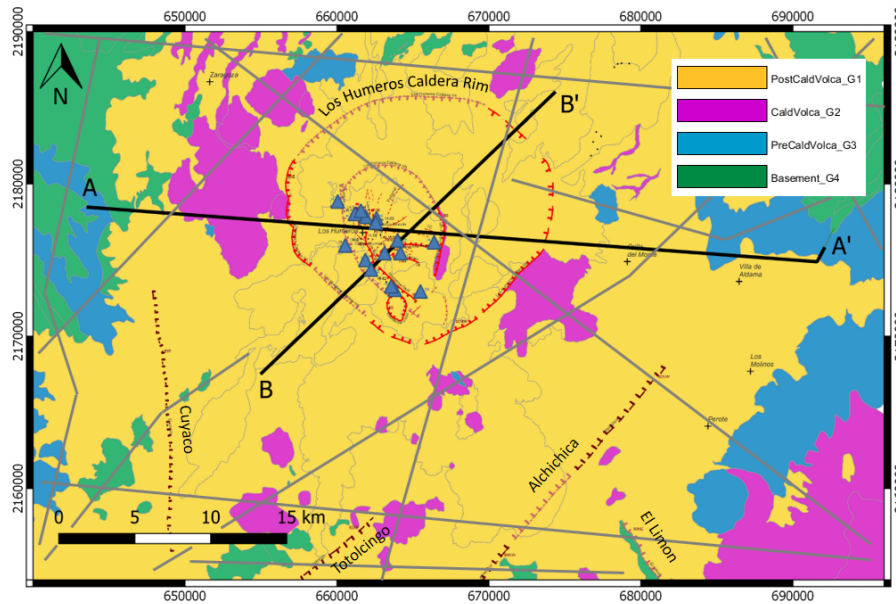 650000 660000 670000 680000 690000
2190000
N
Zaragoza
Los Humeros Caldera Rim
B'
PostCaldVolca_G1
CaldVolca_G2
PreCaldVolca_G3
Basement_G4
2180000
A
Los Humeros
A'
del Monte
Villa de
Aldama
2170000
B
Los
Molinos
Cuyaco
Perote
Alchichica
2160000
0 5 10 15 km
Totolcingo
El Limon
650000 660000 670000 680000 690000